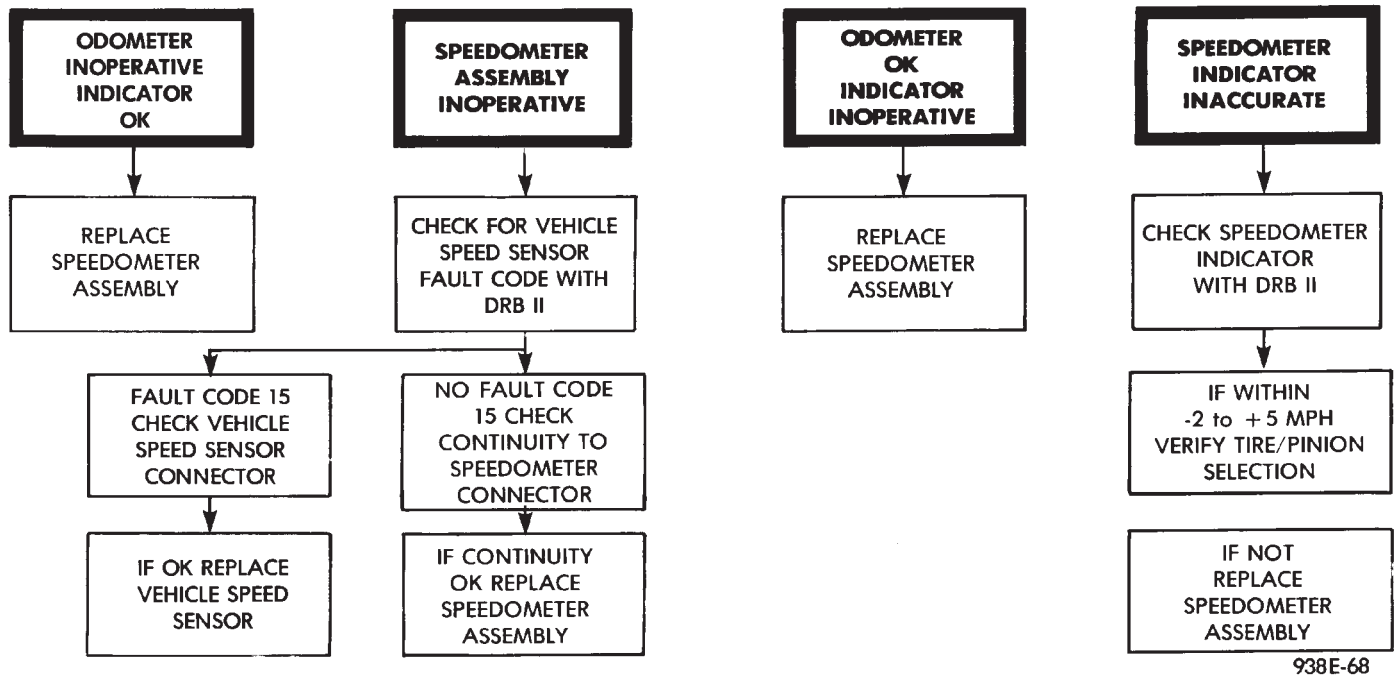 ODOMETER
INOPERATIVE
INDICATOR
OK
SPEEDOMETER
ASSEMBLY
INOPERATIVE
ODOMETER
OK
INDICATOR
INOPERATIVE
SPEEDOMETER
INDICATOR
INACCURATE
REPLACE
SPEEDOMETER
ASSEMBLY
CHECK FOR VEHICLE
SPEED SENSOR
FAULT CODE WITH
DRB II
REPLACE
SPEEDOMETER
ASSEMBLY
CHECK SPEEDOMETER
INDICATOR
WITH DRB II
FAULT CODE 15
CHECK VEHICLE
SPEED SENSOR
CONNECTOR
NO FAULT CODE
15 CHECK
CONTINUITY TO
SPEEDOMETER
CONNECTOR
IF WITHIN
-2 to +5 MPH
VERIFY TIRE/PINION
SELECTION
IF OK REPLACE
VEHICLE SPEED
SENSOR
IF CONTINUITY
OK REPLACE
SPEEDOMETER
ASSEMBLY
IF NOT
REPLACE
SPEEDOMETER
ASSEMBLY
938E-68